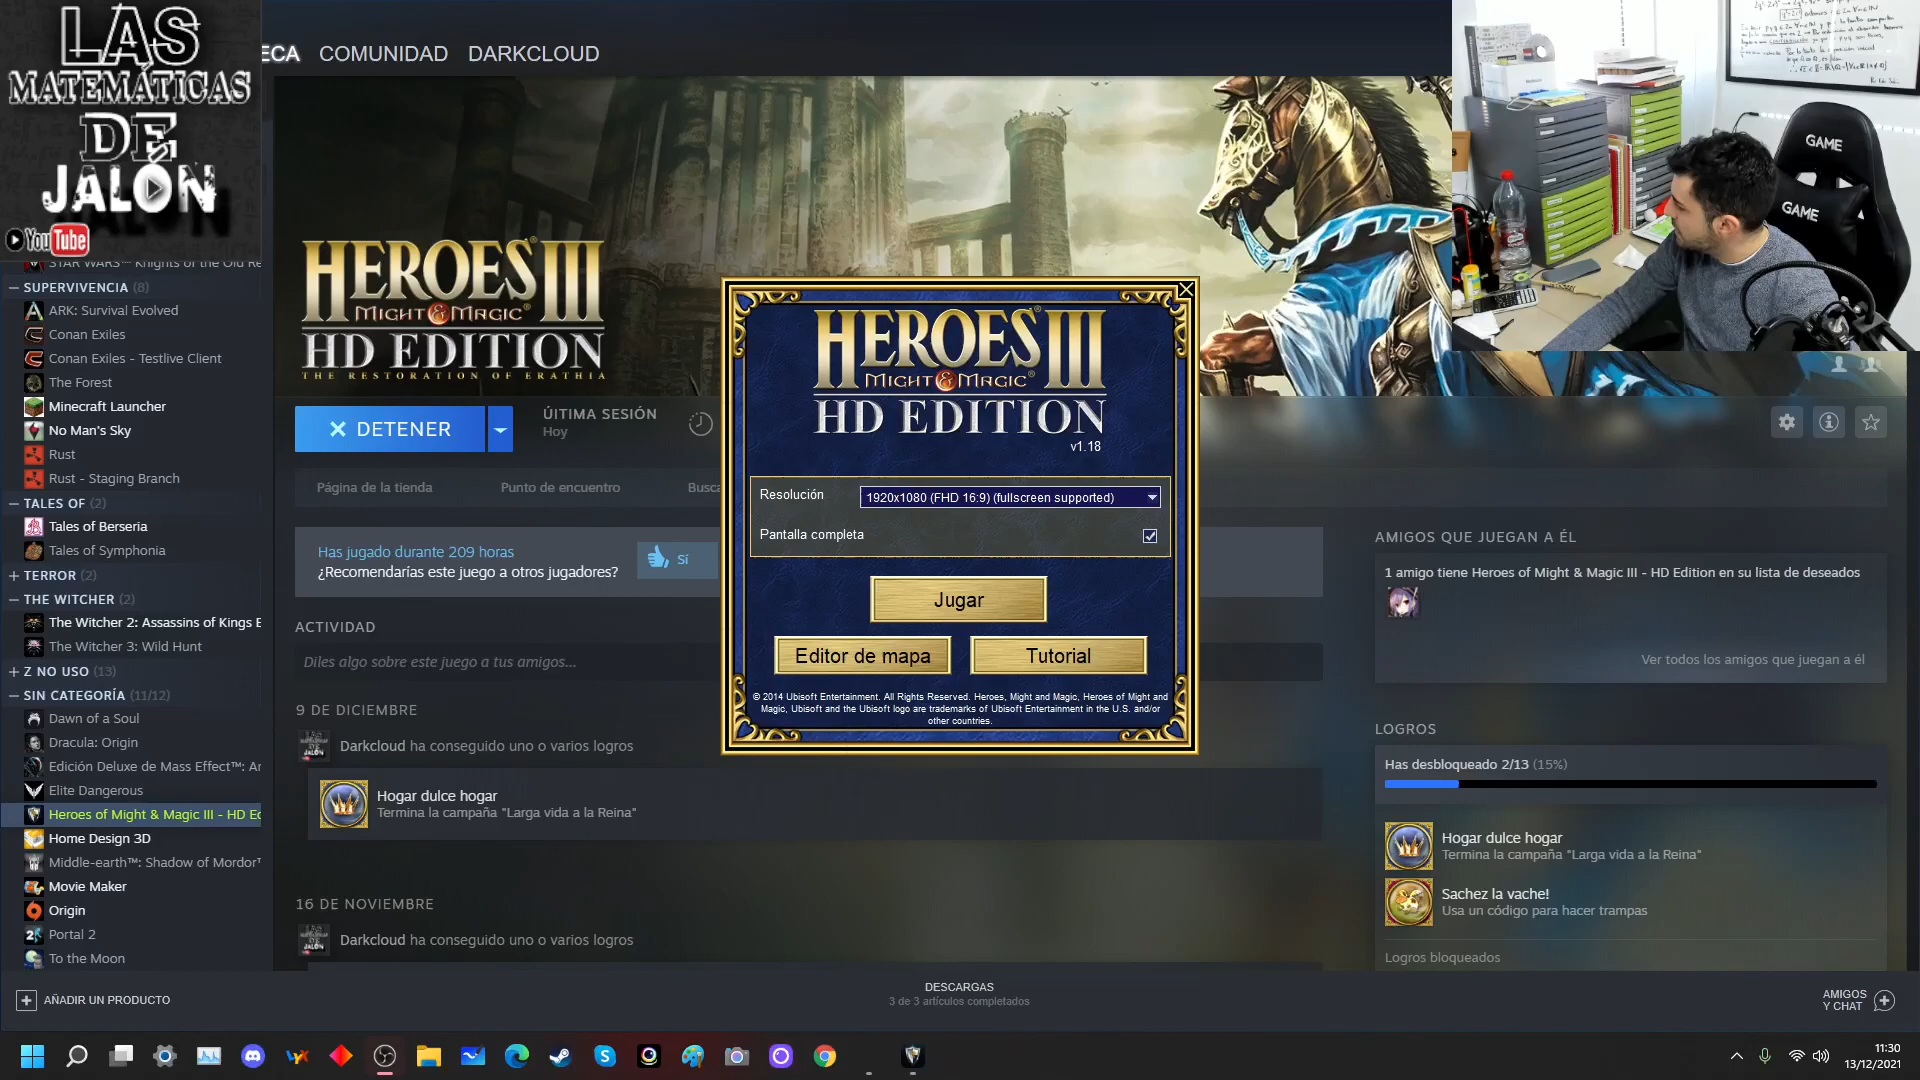 LAS
MATEMÁTICAS
DE
JALÓN
YouTube
ECA
COMUNIDAD
DARKCLOUD
STAR WARS™ Knights of the Old Re
SUPERVIVENCIA (8)
ARK: Survival Evolved
Conan Exiles
Conan Exiles - Testlive Client
The Forest
Minecraft Launcher
No Man's Sky
Rust
Rust - Staging Branch
TALES OF (2)
Tales of Berseria
Tales of Symphonia
TERROR (2)
THE WITCHER (2)
The Witcher 2: Assassins of Kings E
The Witcher 3: Wild Hunt
Z NO USO (13)
SIN CATEGORÍA (11/12)
Dawn of a Soul
Dracula: Origin
Edición Deluxe de Mass Effect™: An
Elite Dangerous
Heroes of Might & Magic III - HD Ed
Home Design 3D
Middle-earth™: Shadow of Mordor™
Movie Maker
Origin
Portal 2
To the Moon
AÑADIR UN PRODUCTO
HEROES III
MIGHT & MAGIC
HD EDITION
THE RESTORATION OF ERATHIA
DETENER
ÚLTIMA SESIÓN
Hoy
Página de la tienda
Punto de encuentro
Busca
Has jugado durante 209 horas
¿Recomendarías este juego a otros jugadores?
Sí
ACTIVIDAD
Diles algo sobre este juego a tus amigos...
9 DE DICIEMBRE
Darkcloud ha conseguido uno o varios logros
Hogar dulce hogar
Termina la campaña "Larga vida a la Reina"
16 DE NOVIEMBRE
Darkcloud ha conseguido uno o varios logros
HEROES III
MIGHT & MAGIC
HD EDITION
v1.18
Resolución
1920x1080 (FHD 16:9) (fullscreen supported)
Pantalla completa
Jugar
Editor de mapa
Tutorial
© 2014 Ubisoft Entertainment. All Rights Reserved. Heroes, Might and Magic, Heroes of Might and
Magic, Ubisoft and the Ubisoft logo are trademarks of Ubisoft Entertainment in the U.S. and/or
other countries.
GAME
GAME
AMIGOS QUE JUEGAN A ÉL
1 amigo tiene Heroes of Might & Magic III - HD Edition en su lista de deseados
Ver todos los amigos que juegan a él
LOGROS
Has desbloqueado 2/13 (15%)
Hogar dulce hogar
Termina la campaña "Larga vida a la Reina"
Sachez la vache!
Usa un código para hacer trampas
Logros bloqueados
DESCARGAS
3 de 3 artículos completados
AMIGOS
Y CHAT
11:30
13/12/2021